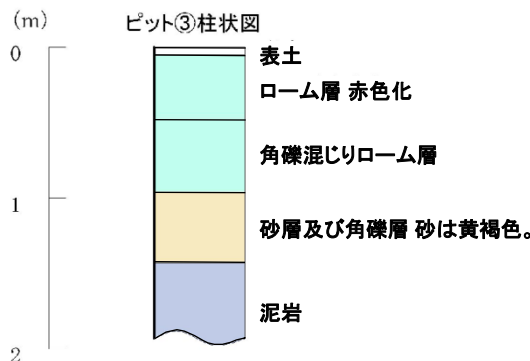 (m)
ピット③柱状図
0
表土
ローム層 赤色化
角礫混じりローム層
1
砂層及び角礫層 砂は黄褐色。
泥岩
2